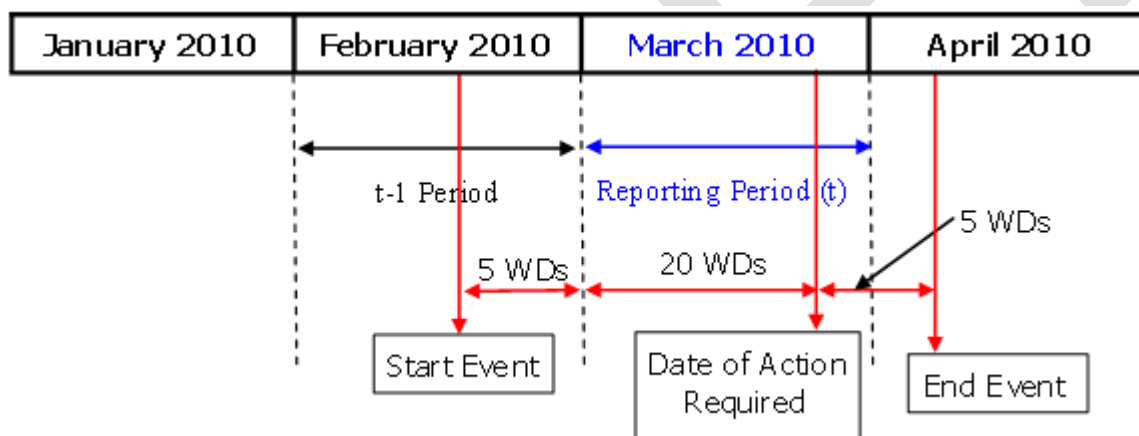 January 2010
February 2010
March 2010
April 2010
t-1 Period
Reporting Period (t)
5 WDs
5 WDs
20 WDs
Start Event
Date of Action
Required
End Event